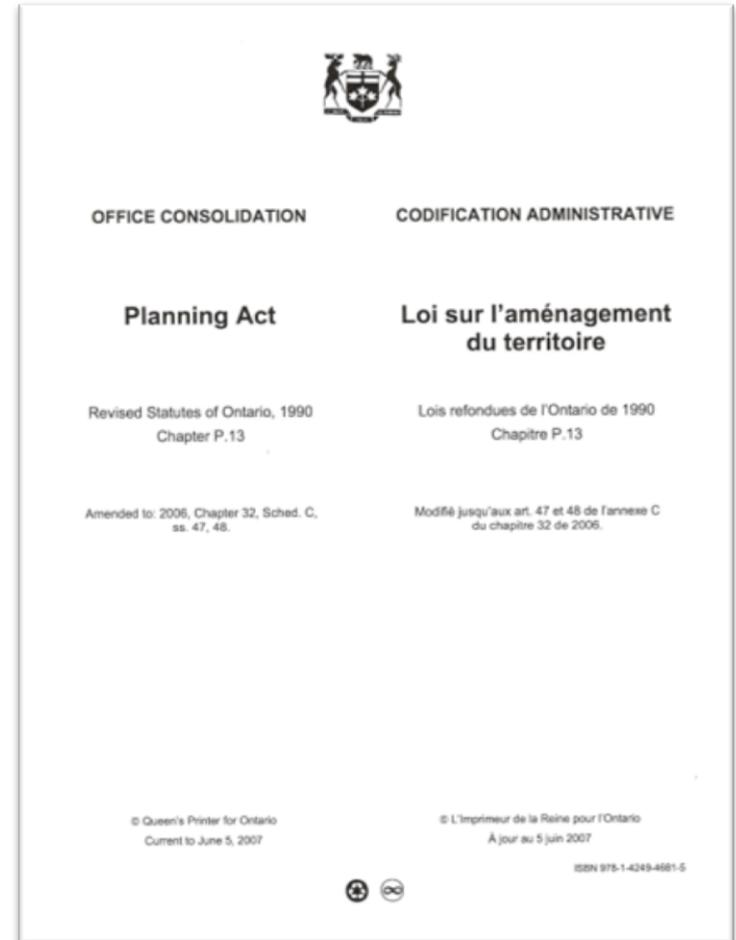 OFFICE CONSOLIDATION
Planning Act
Revised Statutes of Ontario, 1990
Chapter P.13
Amended to: 2006, Chapter 32, Sched. C,
ss. 47, 48.
© Queen's Printer for Ontario
Current to June 5, 2007
CODIFICATION ADMINISTRATIVE
Loi sur l'aménagement
du territoire
Lois refondues de l'Ontario de 1990
Chapitre P.13
Modifié jusqu'aux art. 47 et 48 de l'annexe C
du chapitre 32 de 2006.
© L'Imprimeur de la Reine pour l'Ontario
À jour au 5 juin 2007
ISBN 978-1-4249-4681-5